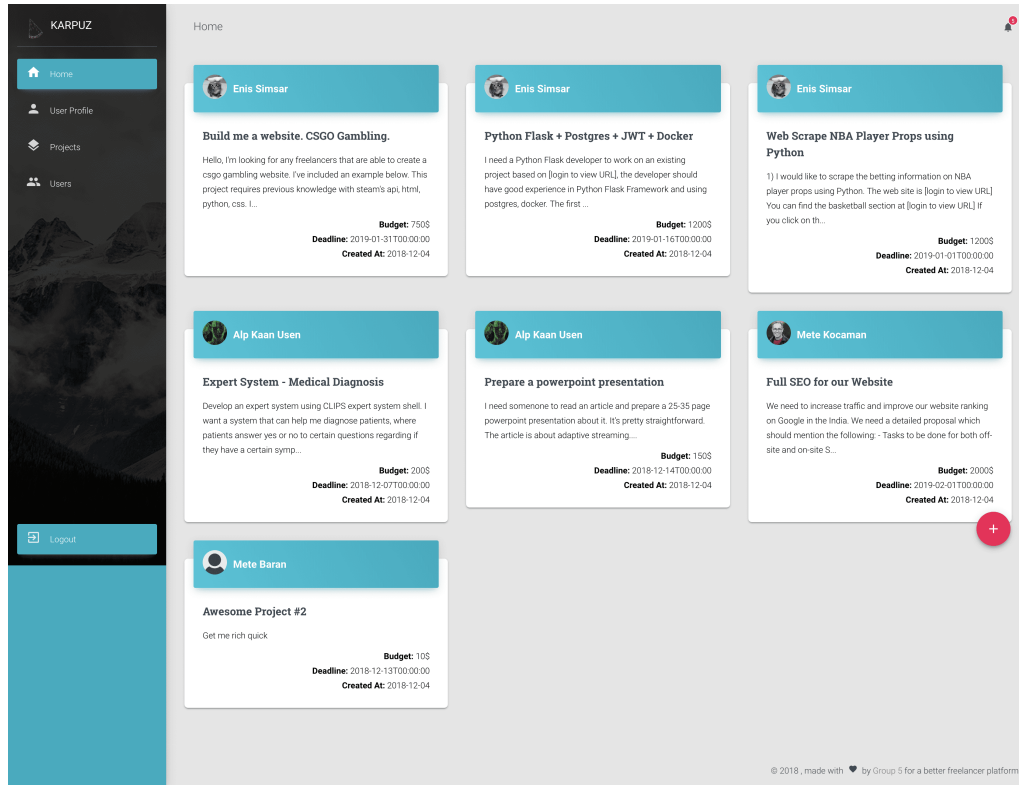 KARPUZ
Home
User Profile
Projects
Users
Logout
Home
5
Enis Simsar
Build me a website. CSGO Gambling.
Hello, I'm looking for any freelancers that are able to create a
csgo gambling website. I've included an example below. This
project requires previous knowledge with steam's api, html,
python, css. I...
Budget: 750$
Deadline: 2019-01-31T00:00:00
Created At: 2018-12-04
Enis Simsar
Python Flask + Postgres + JWT + Docker
I need a Python Flask developer to work on an existing
project based on [login to view URL], the developer should
have good experience in Python Flask Framework and using
postgres, docker. The first ....
Budget: 1200$
Deadline: 2019-01-16T00:00:00
Created At: 2018-12-04
Enis Simsar
Web Scrape NBA Player Props using
Python
1) I would like to scrape the betting information on NBA
player props using Python. The web site is [login to view URL]
You can find the basketball section at [login to view URL] If
you click on th...
Budget: 1200$
Deadline: 2019-01-01T00:00:00
Created At: 2018-12-04
Alp Kaan Usen
Expert System - Medical Diagnosis
Develop an expert system using CLIPS expert system shell. I
want a system that can help me diagnose patients, where
patients answer yes or no to certain questions regarding if
they have a certain symp...
Budget: 200$
Deadline: 2018-12-07T00:00:00
Created At: 2018-12-04
Alp Kaan Usen
Prepare a powerpoint presentation
I need somenone to read an article and prepare a 25-35 page
powerpoint presentation about it. It's pretty straightforward.
The article is about adaptive streaming....
Budget: 150$
Deadline: 2018-12-14T00:00:00
Created At: 2018-12-04
Mete Kocaman
Full SEO for our Website
We need to increase traffic and improve our website ranking
on Google in the India. We need a detailed proposal which
should mention the following: - Tasks to be done for both off-
site and on-site S...
Budget: 2000$
Deadline: 2019-02-01T00:00:00
Created At: 2018-12-04
Mete Baran
Awesome Project #2
Get me rich quick
Budget: 10$
Deadline: 2018-12-13T00:00:00
Created At: 2018-12-04
© 2018 , made with ♥ by Group 5 for a better freelancer platform